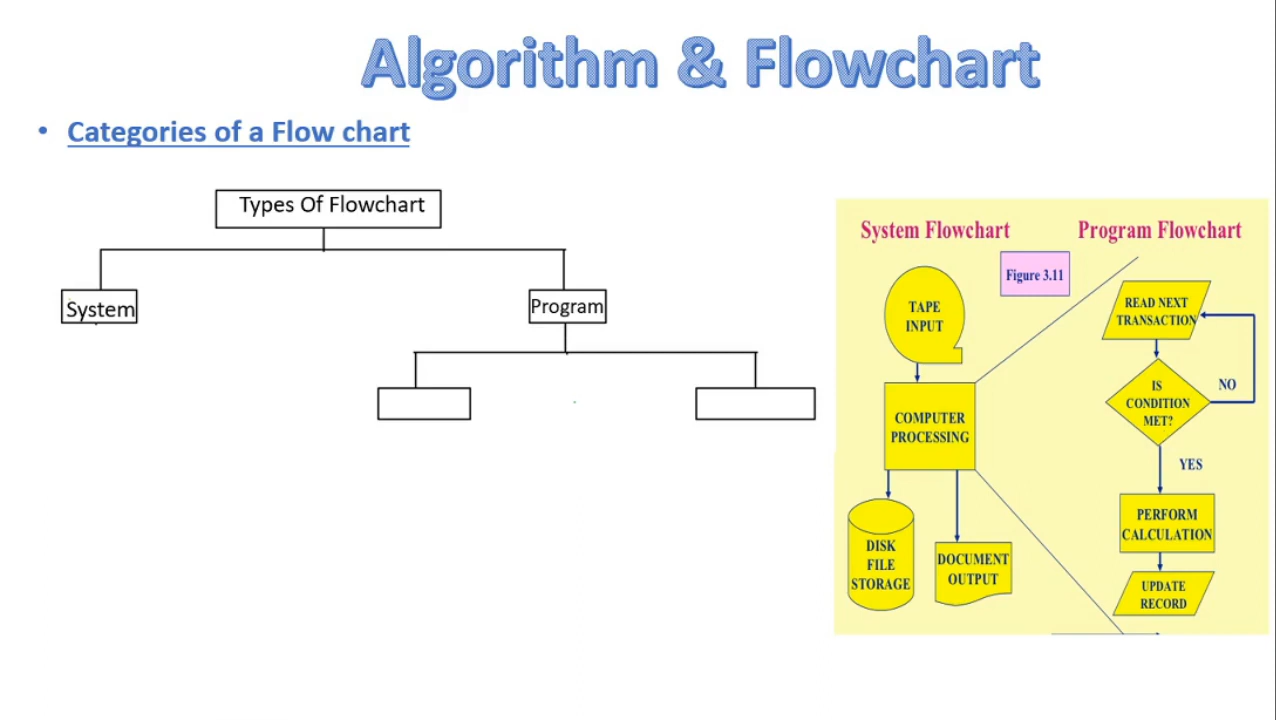 Algorithm & Flowchart
• Categories of a Flow chart
Types Of Flowchart
System
Program
System Flowchart
Program Flowchart
Figure 3.11
TAPE
INPUT
COMPUTER
PROCESSING
DISK
FILE
STORAGE
DOCUMENT
OUTPUT
READ NEXT
TRANSACTION
IS
CONDITION
MET?
NO
YES
PERFORM
CALCULATION
UPDATE
RECORD